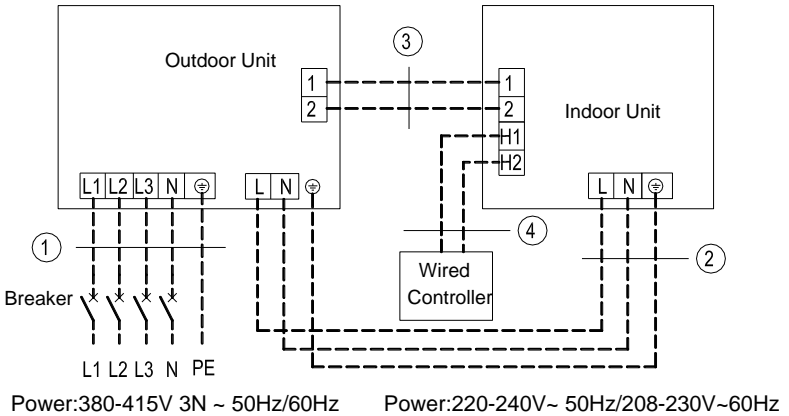 Outdoor Unit
3
1
2
1
2
H1
H2
Indoor Unit
L1 L2 L3 N
L N
L N
1
4
2
Wired
Controller
Breaker
L1 L2 L3 N PE
Power:380-415V 3N ~ 50Hz/60Hz
Power:220-240V~ 50Hz/208-230V~60Hz